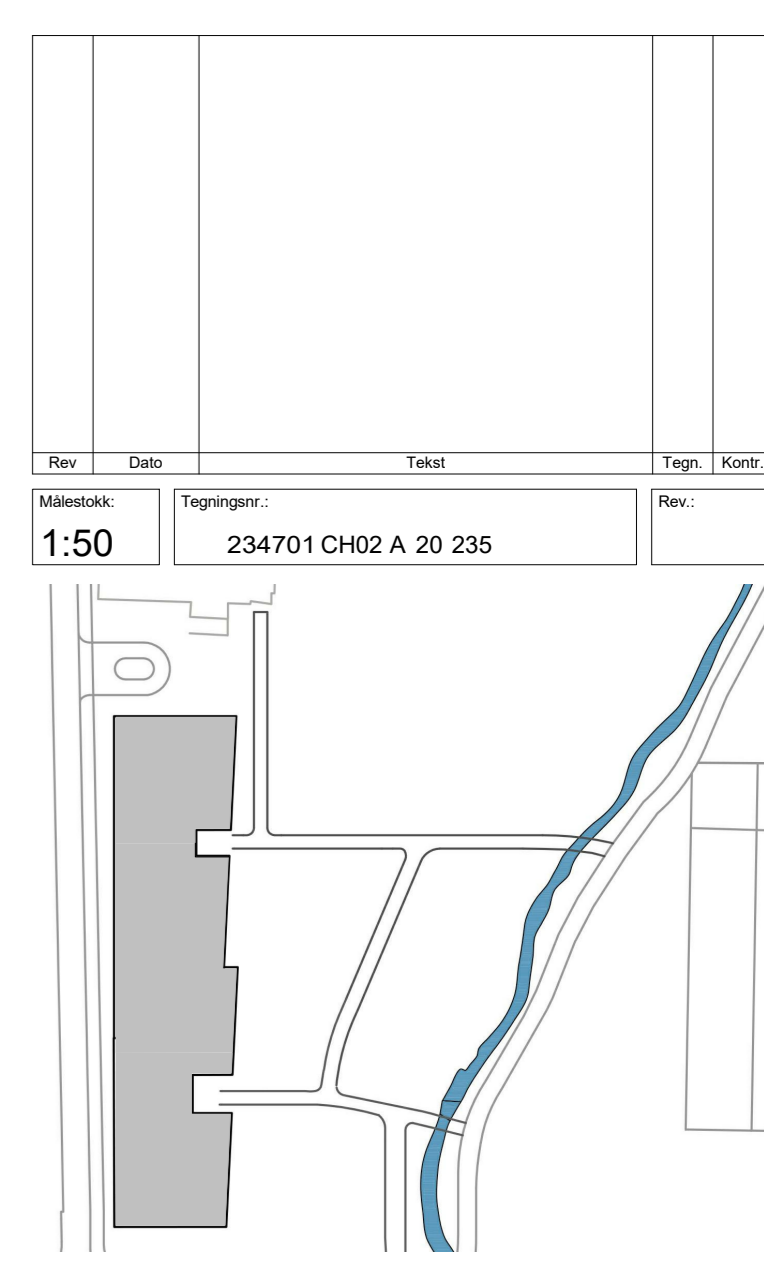 Rev Dato Tekst Tegn. Kontr.
Målestokk: Tegningsnr.: Rev.:
1:50 234701 CH02 A 20 235